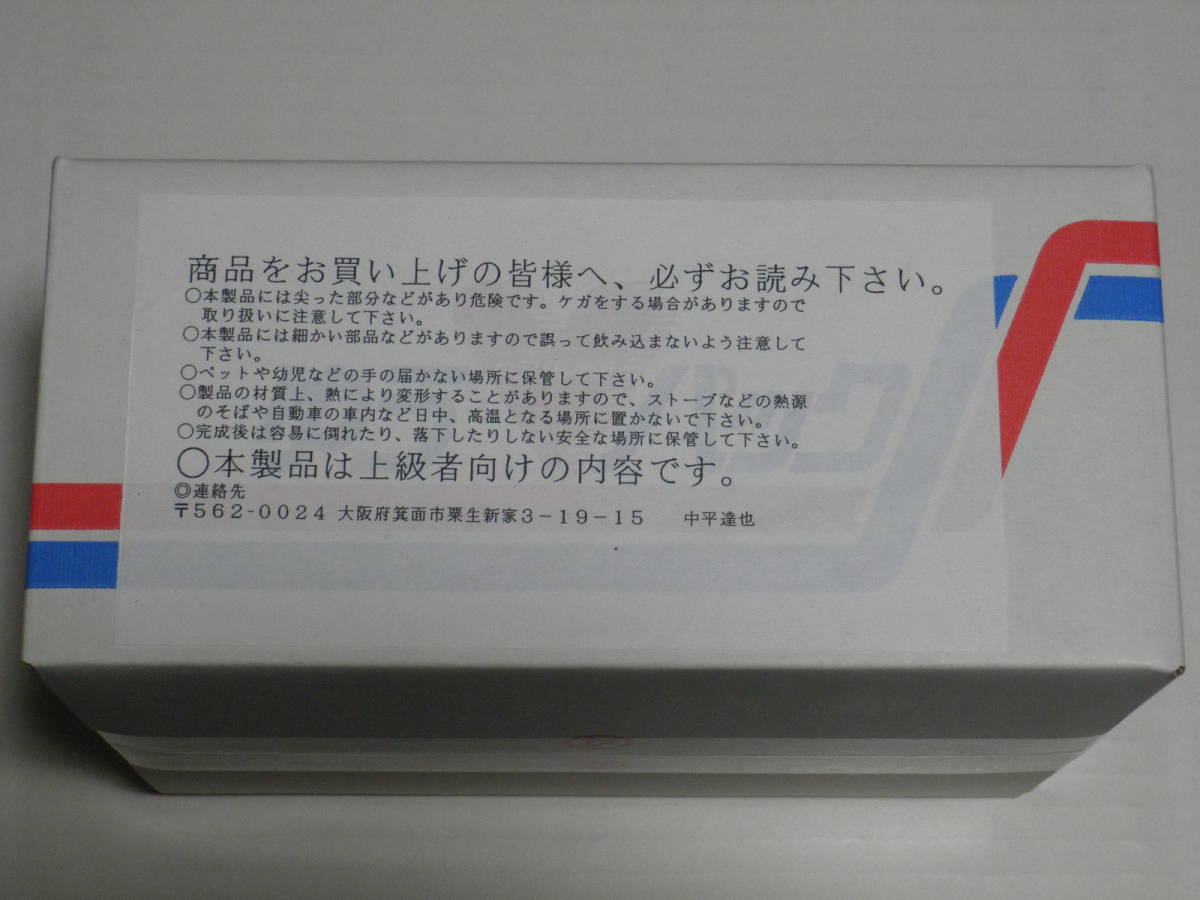 商品をお買い上げの皆様へ、必ずお読み下さい。
○本製品には尖った部分などがあり危険です。ケガをする場合がありますので
取り扱いに注意して下さい。
○本製品には細かい部品などがありますので誤って飲み込まないよう注意して
下さい。
○ペットや幼児などの手の届かない場所に保管して下さい。
○製品の材質上、熱により変形することがありますので、ストーブなどの熱源
のそばや自動車の車内など日中、高温となる場所に置かないで下さい。
○完成後は容易に倒れたり、落下したりしない安全な場所に保管して下さい。
○本製品は上級者向けの内容です。
◎連絡先
〒562-0024 大阪府箕面市粟生新家3-19-15 中平達也